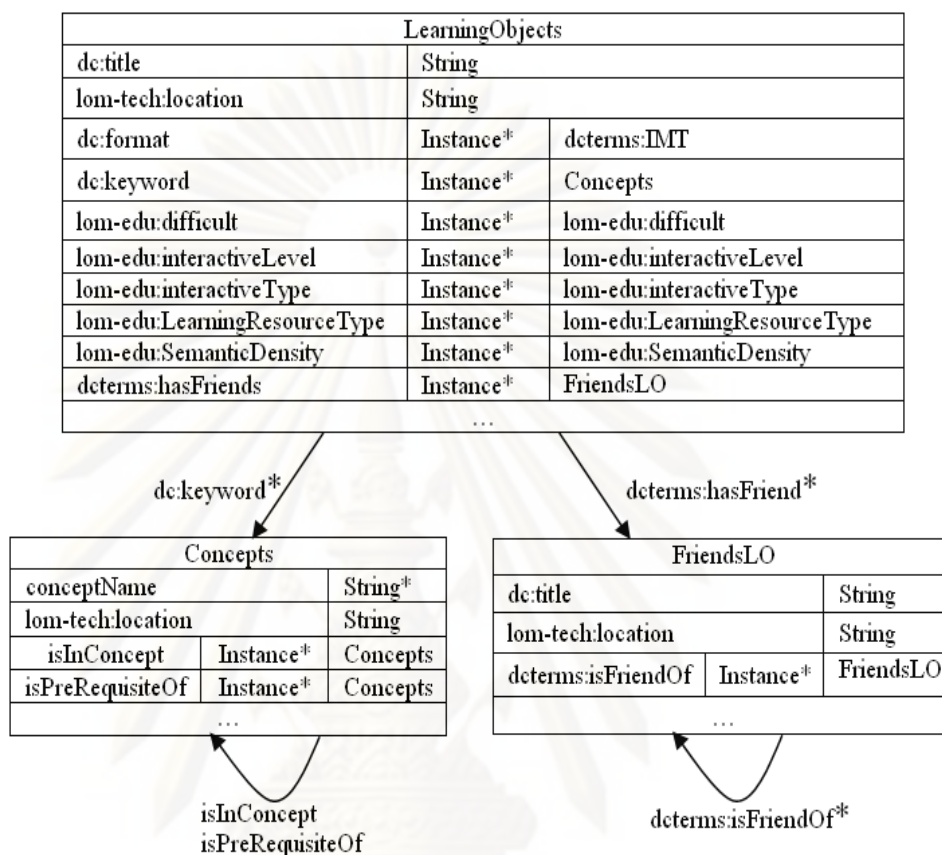 LearningObjects
dc:title String
lom-tech:location String
dc:format Instance* dcterms:IMT
dc:keyword Instance* Concepts
lom-edu:difficult Instance* lom-edu:difficult
lom-edu:interactiveLevel Instance* lom-edu:interactiveLevel
lom-edu:interactiveType Instance* lom-edu:interactiveType
lom-edu:LearningResourceType Instance* lom-edu:LearningResourceType
lom-edu:SemanticDensity Instance* lom-edu:SemanticDensity
dcterms:hasFriends Instance* FriendsLO
...
dc:keyword*
dcterms:hasFriend*
Concepts
conceptName String*
lom-tech:location String
isInConcept Instance* Concepts
isPreRequisiteOf Instance* Concepts
...
isInConcept
isPreRequisiteOf
FriendsLO
dc:title String
lom-tech:location String
dcterms:isFriendOf Instance* FriendsLO
...
dcterms:isFriendOf*